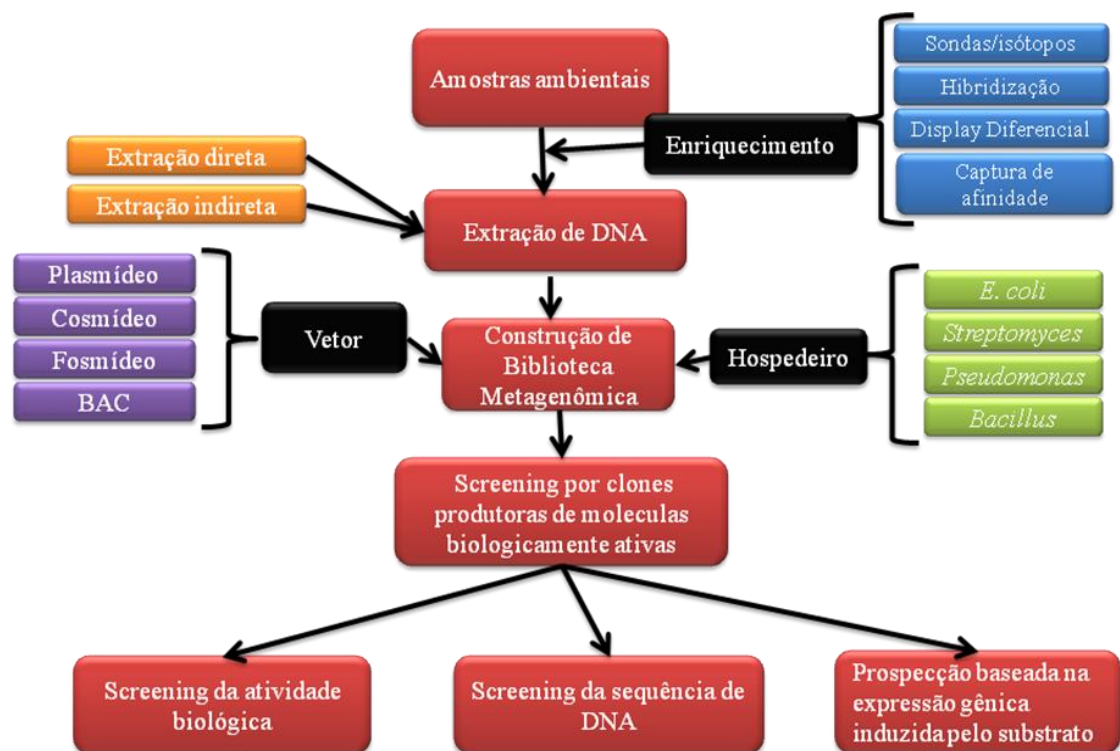 Amostras ambientais
Sondas/isótopos
Hibridização
Display Diferencial
Captura de
afinidade
Enriquecimento
Extração direta
Extração indireta
Extração de DNA
Plasmídeo
Cosmídeo
Fosmídeo
BAC
Vetor
Construção de
Biblioteca
Metagenômica
Hospedeiro
E. coli
Streptomyces
Pseudomonas
Bacillus
Screening por clones
produtoras de moleculas
biologicamente ativas
Screening da atividade
biológica
Screening da sequência de
DNA
Prospecção baseada na
expressão gênica
induzida pelo substrato